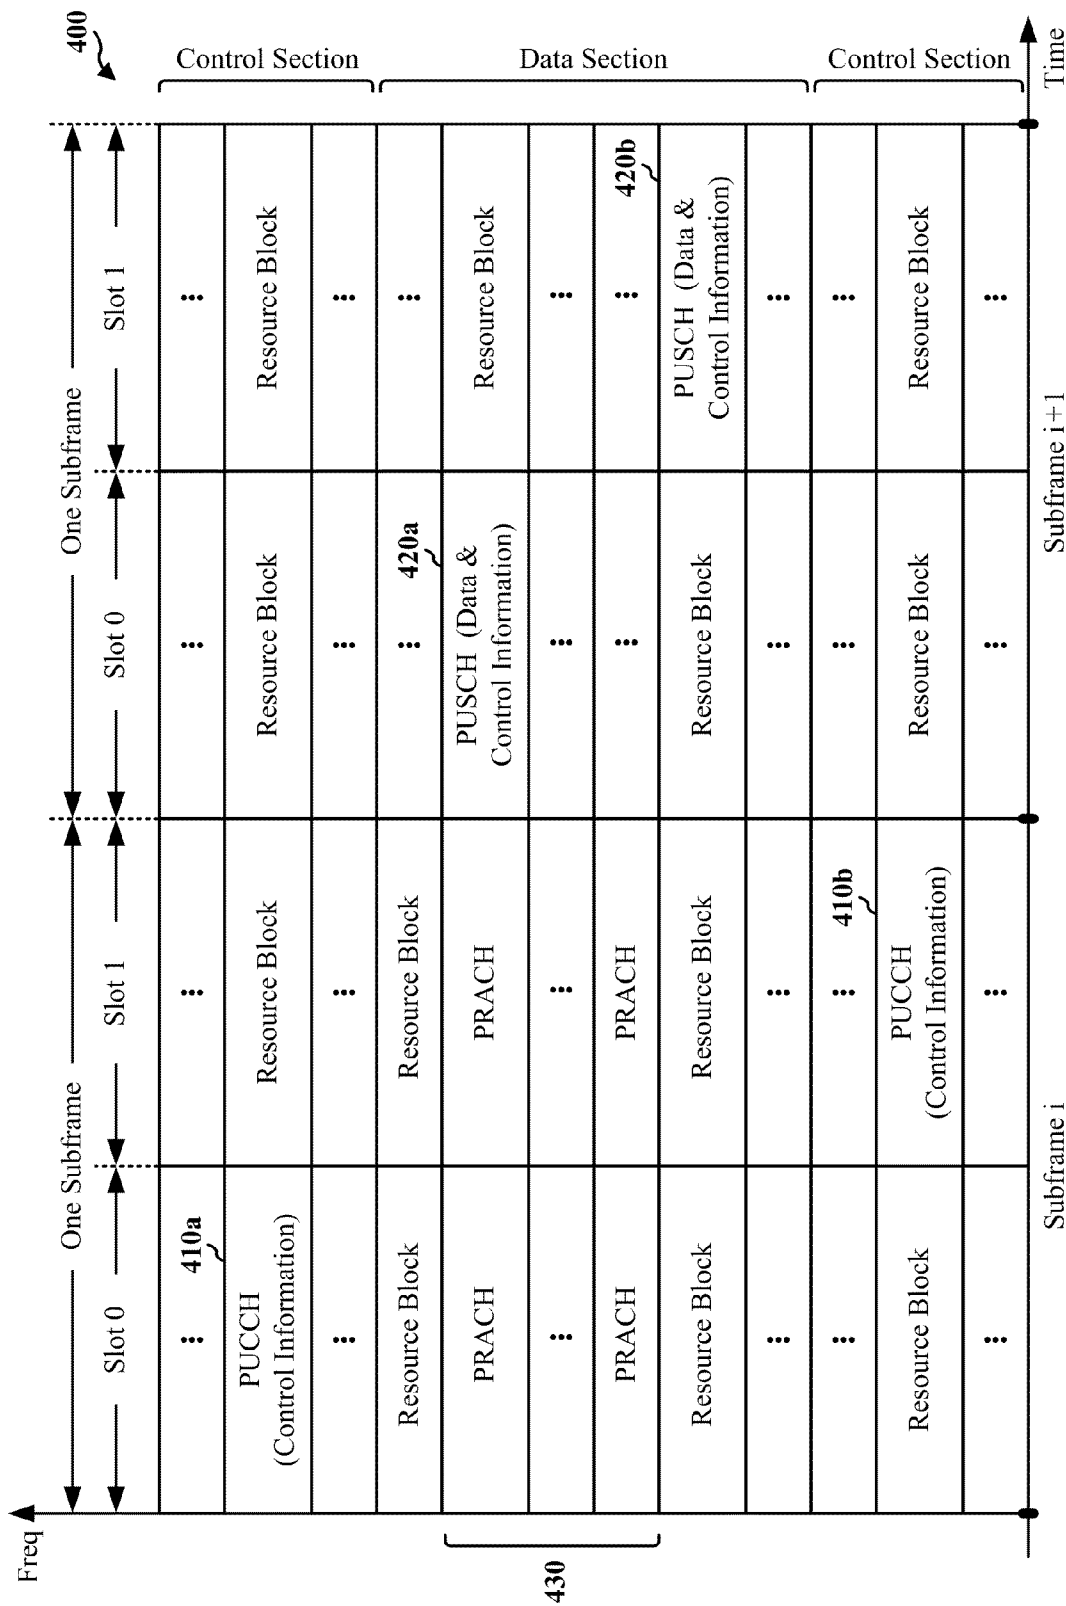 Freq
400
One Subframe One Subframe
Slot 0 Slot 1 Slot 0 Slot 1
... ... ... ...
410a
PUCCH
(Control Information) Resource Block Resource Block Resource Block
... ... ... ...
Control Section
420a
Resource Block Resource Block ... ...
PRACH PRACH PUSCH (Data &
Control Information) Resource Block
... ... ... ...
430
PRACH PRACH ... ...
420b
Resource Block Resource Block Resource Block PUSCH (Data &
Control Information)
... ... ... ...
Data Section
... ... ... ...
410b
Resource Block PUCCH
(Control Information) Resource Block Resource Block
... ... ... ...
Control Section
Subframe i Subframe i+1 Time